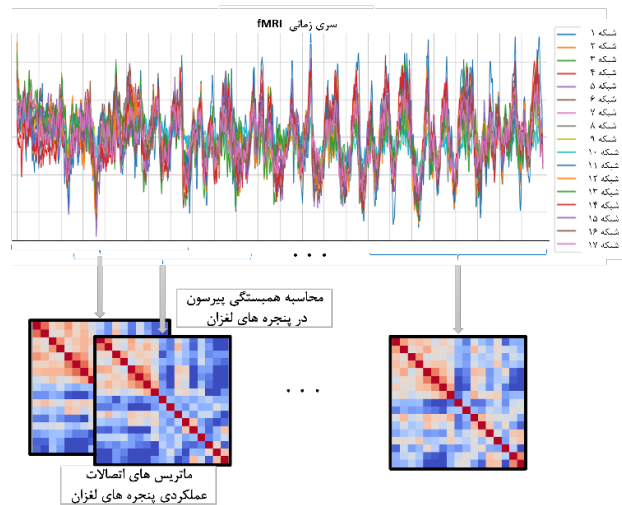 سری زمانی fMRI
شبکه ۱
شبکه ۲
شبکه ۳
شبکه ۴
شبکه ۵
شبکه ۶
شبکه ۷
شبکه ۸
شبکه ۹
شبکه ۱۰
شبکه ۱۱
شبکه ۱۲
شبکه ۱۳
شبکه ۱۴
شبکه ۱۵
شبکه ۱۶
شبکه ۱۷
محاسبه همبستگی پیرسون
در پنجره های لغزان
ماتریس های اتصالات
عملکردی پنجره های لغزان